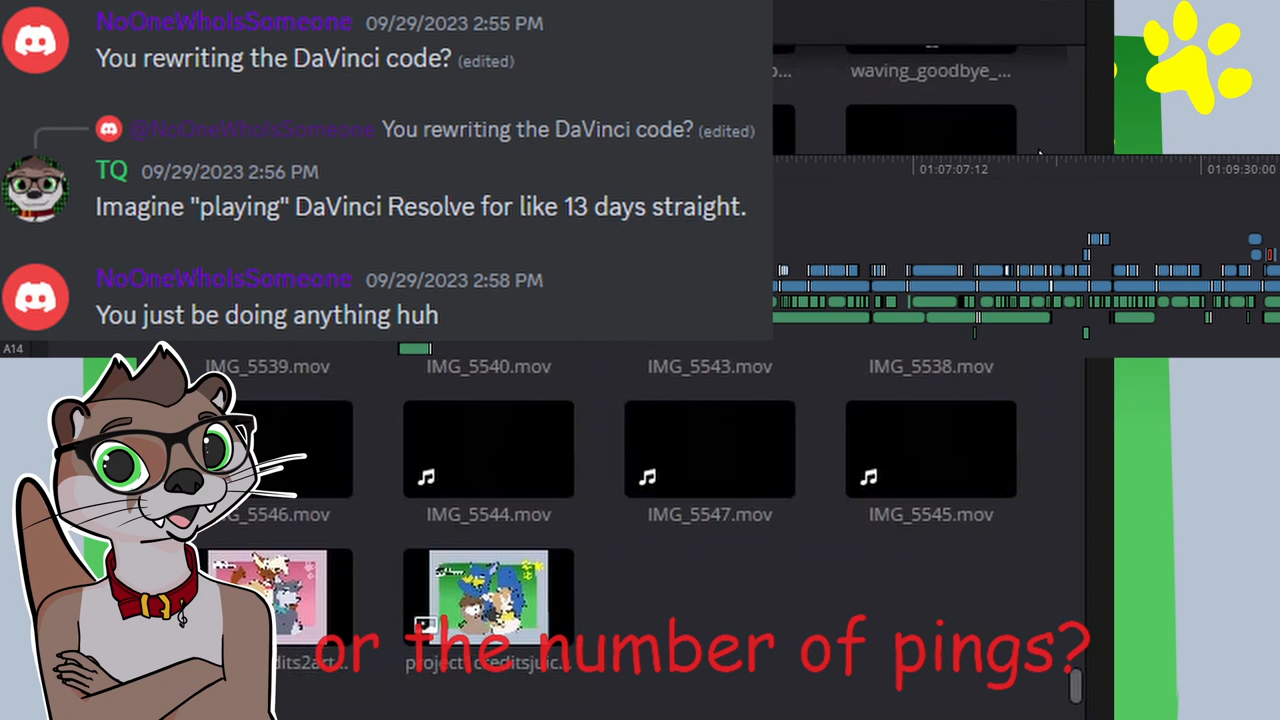 NoOneWhoIsSomeone 09/29/2023 2:55 PM
You rewriting the DaVinci code? (edited)
@NoOneWhoIsSomeone You rewriting the DaVinci code? (edited)
TQ 09/29/2023 2:56 PM
Imagine "playing" DaVinci Resolve for like 13 days straight.
NoOneWhoIsSomeone 09/29/2023 2:58 PM
You just be doing anything huh
waving_goodbye_...
01:07:07:12 01:09:30:00
A14
IMG_5539.mov IMG_5540.mov IMG_5543.mov IMG_5538.mov
G_5546.mov IMG_5544.mov IMG_5547.mov IMG_5545.mov
or the number of pings?